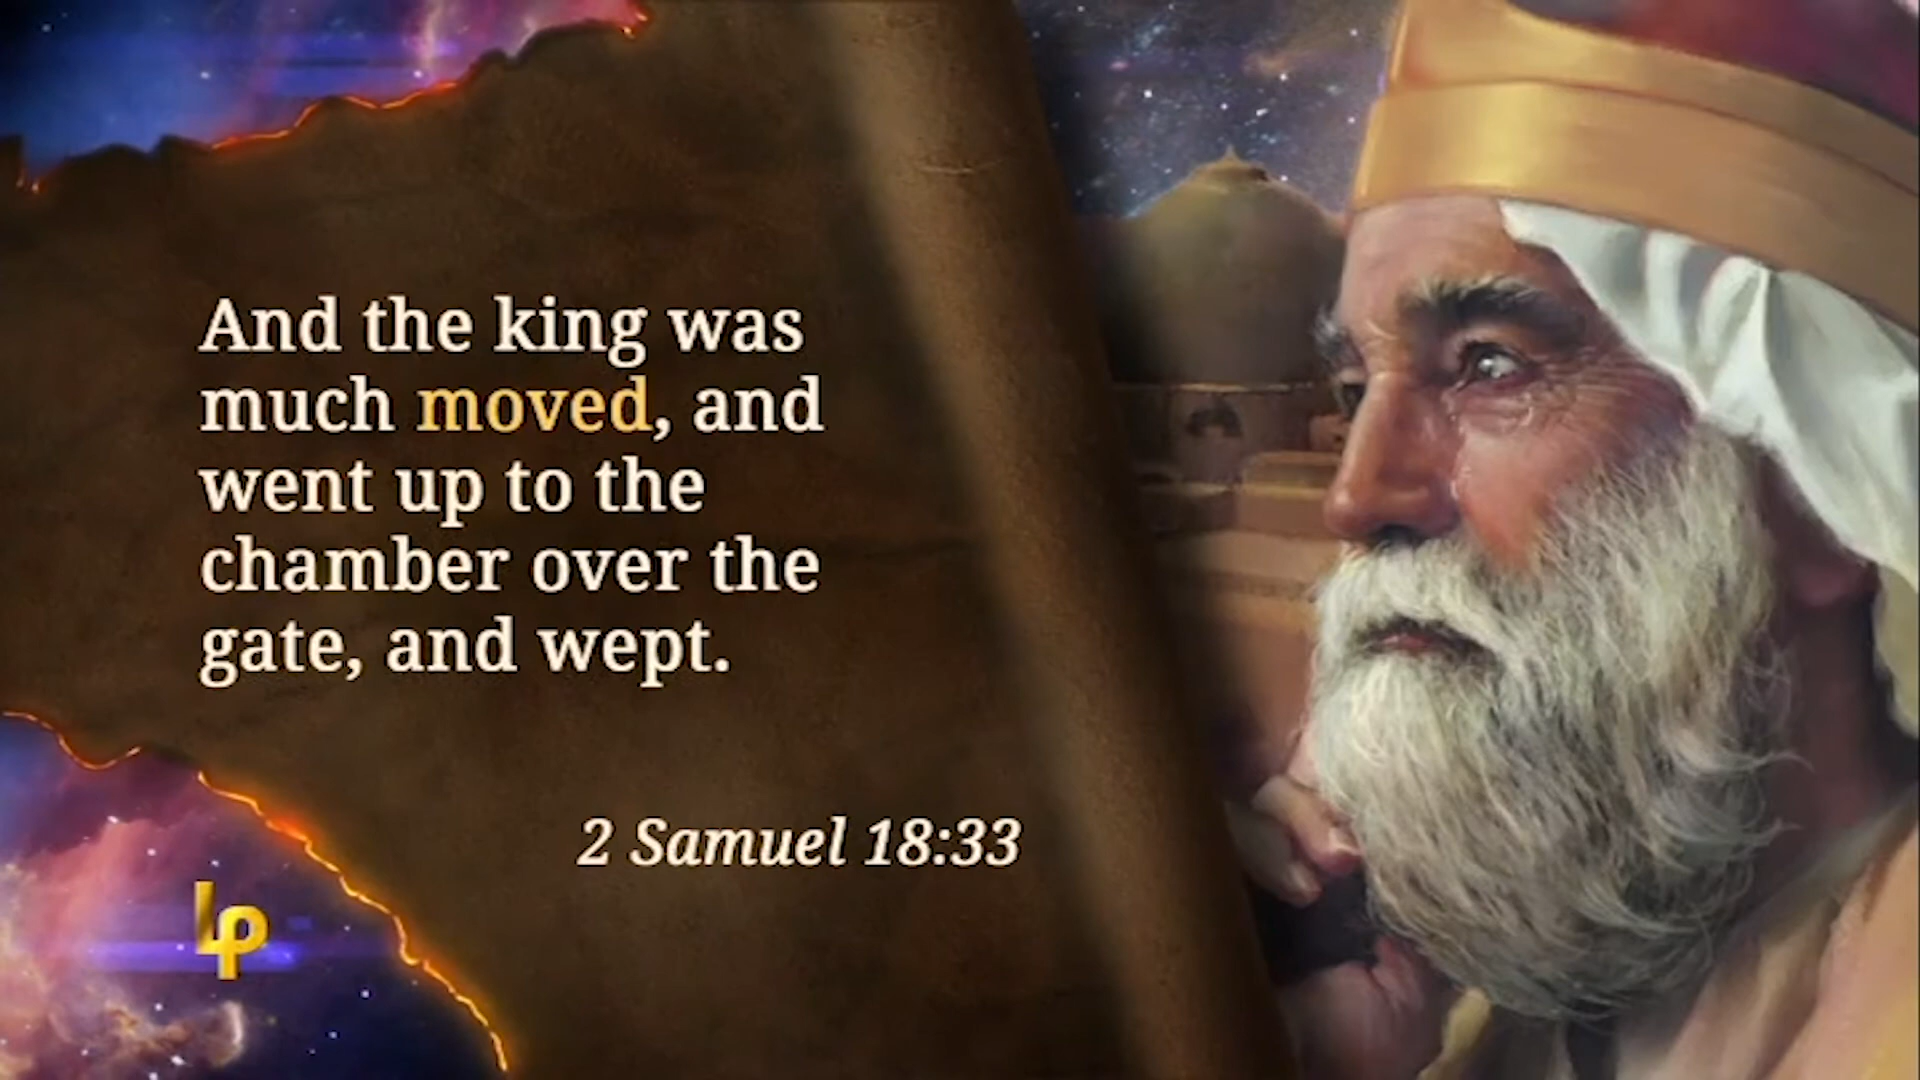 And the king was
much moved, and
went up to the
chamber over the
gate, and wept.
2 Samuel 18:33
LP